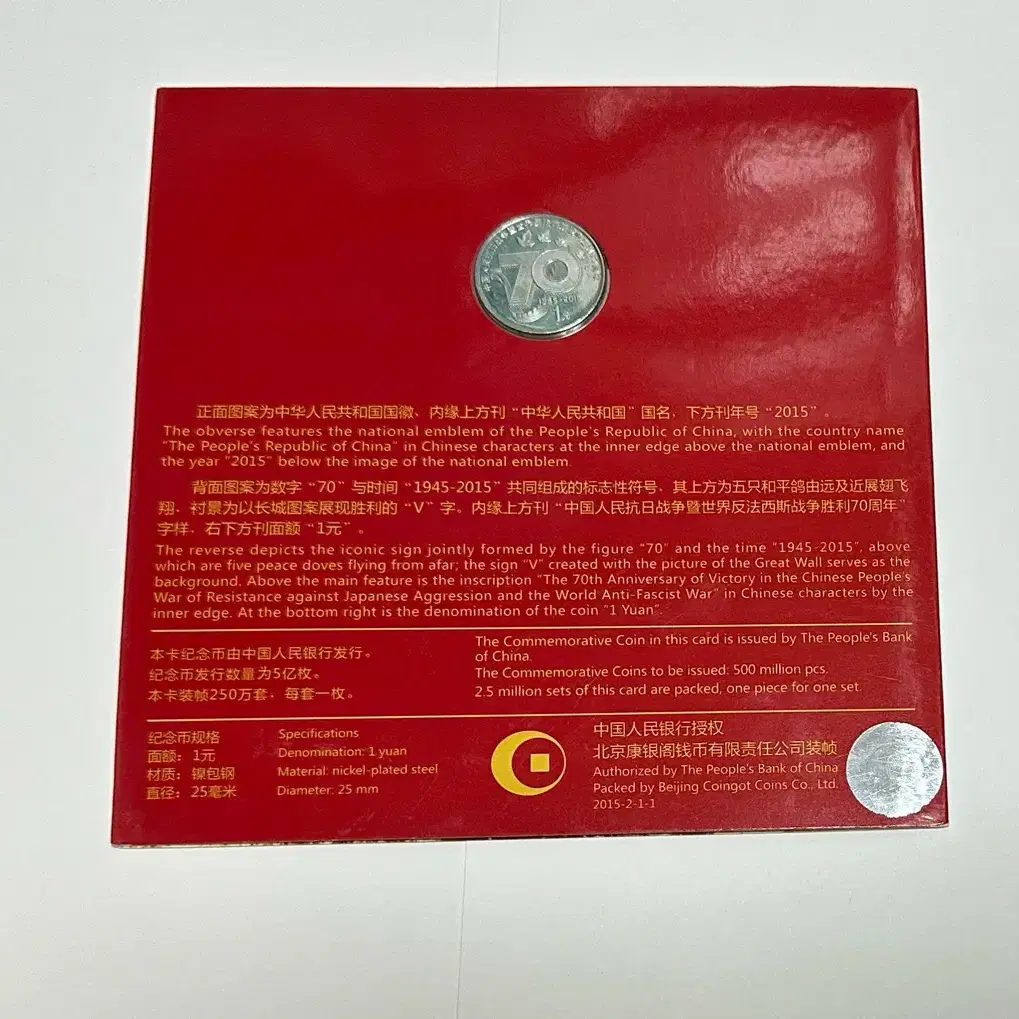 70
1945-2015
1元
正面图案为中华人民共和国国徽、内缘上方刊“中华人民共和国”国名，下方刊年号“2015”。
The obverse features the national emblem of the People's Republic of China, with the country name
"The People's Republic of China" in Chinese characters at the inner edge above the national emblem, and
the year "2015" below the image of the national emblem.
背面图案为数字“70”与时间“1945-2015”共同组成的标志性符号，其上方为五只和平鸽由远及近展翅飞
翔，衬景为以长城图案展现胜利的“V”字。内缘上方刊“中国人民抗日战争暨世界反法西斯战争胜利70周年”
字样，右下方刊面额“1元”。
The reverse depicts the iconic sign jointly formed by the figure "70" and the time "1945-2015", above
which are five peace doves flying from afar; the sign "V" created with the picture of the Great Wall serves as the
background. Above the main feature is the inscription "The 70th Anniversary of Victory in the Chinese People's
War of Resistance against Japanese Aggression and the World Anti-Fascist War" in Chinese characters by the
inner edge. At the bottom right is the denomination of the coin "1 Yuan".
本卡纪念币由中国人民银行发行。
纪念币发行数量为5亿枚。
本卡装帧250万套，每套一枚。
The Commemorative Coin in this card is issued by The People's Bank
of China.
The Commemorative Coins to be issued: 500 million pcs.
2.5 million sets of this card are packed, one piece for one set.
纪念币规格
面额：1元
材质：镍包钢
直径：25毫米
Specifications
Denomination: 1 yuan
Material: nickel-plated steel
Diameter: 25 mm
中国人民银行授权
北京康银阁钱币有限责任公司装帧
Authorized by The People's Bank of China
Packed by Beijing Coingot Coins Co., Ltd.
2015-2-1-1